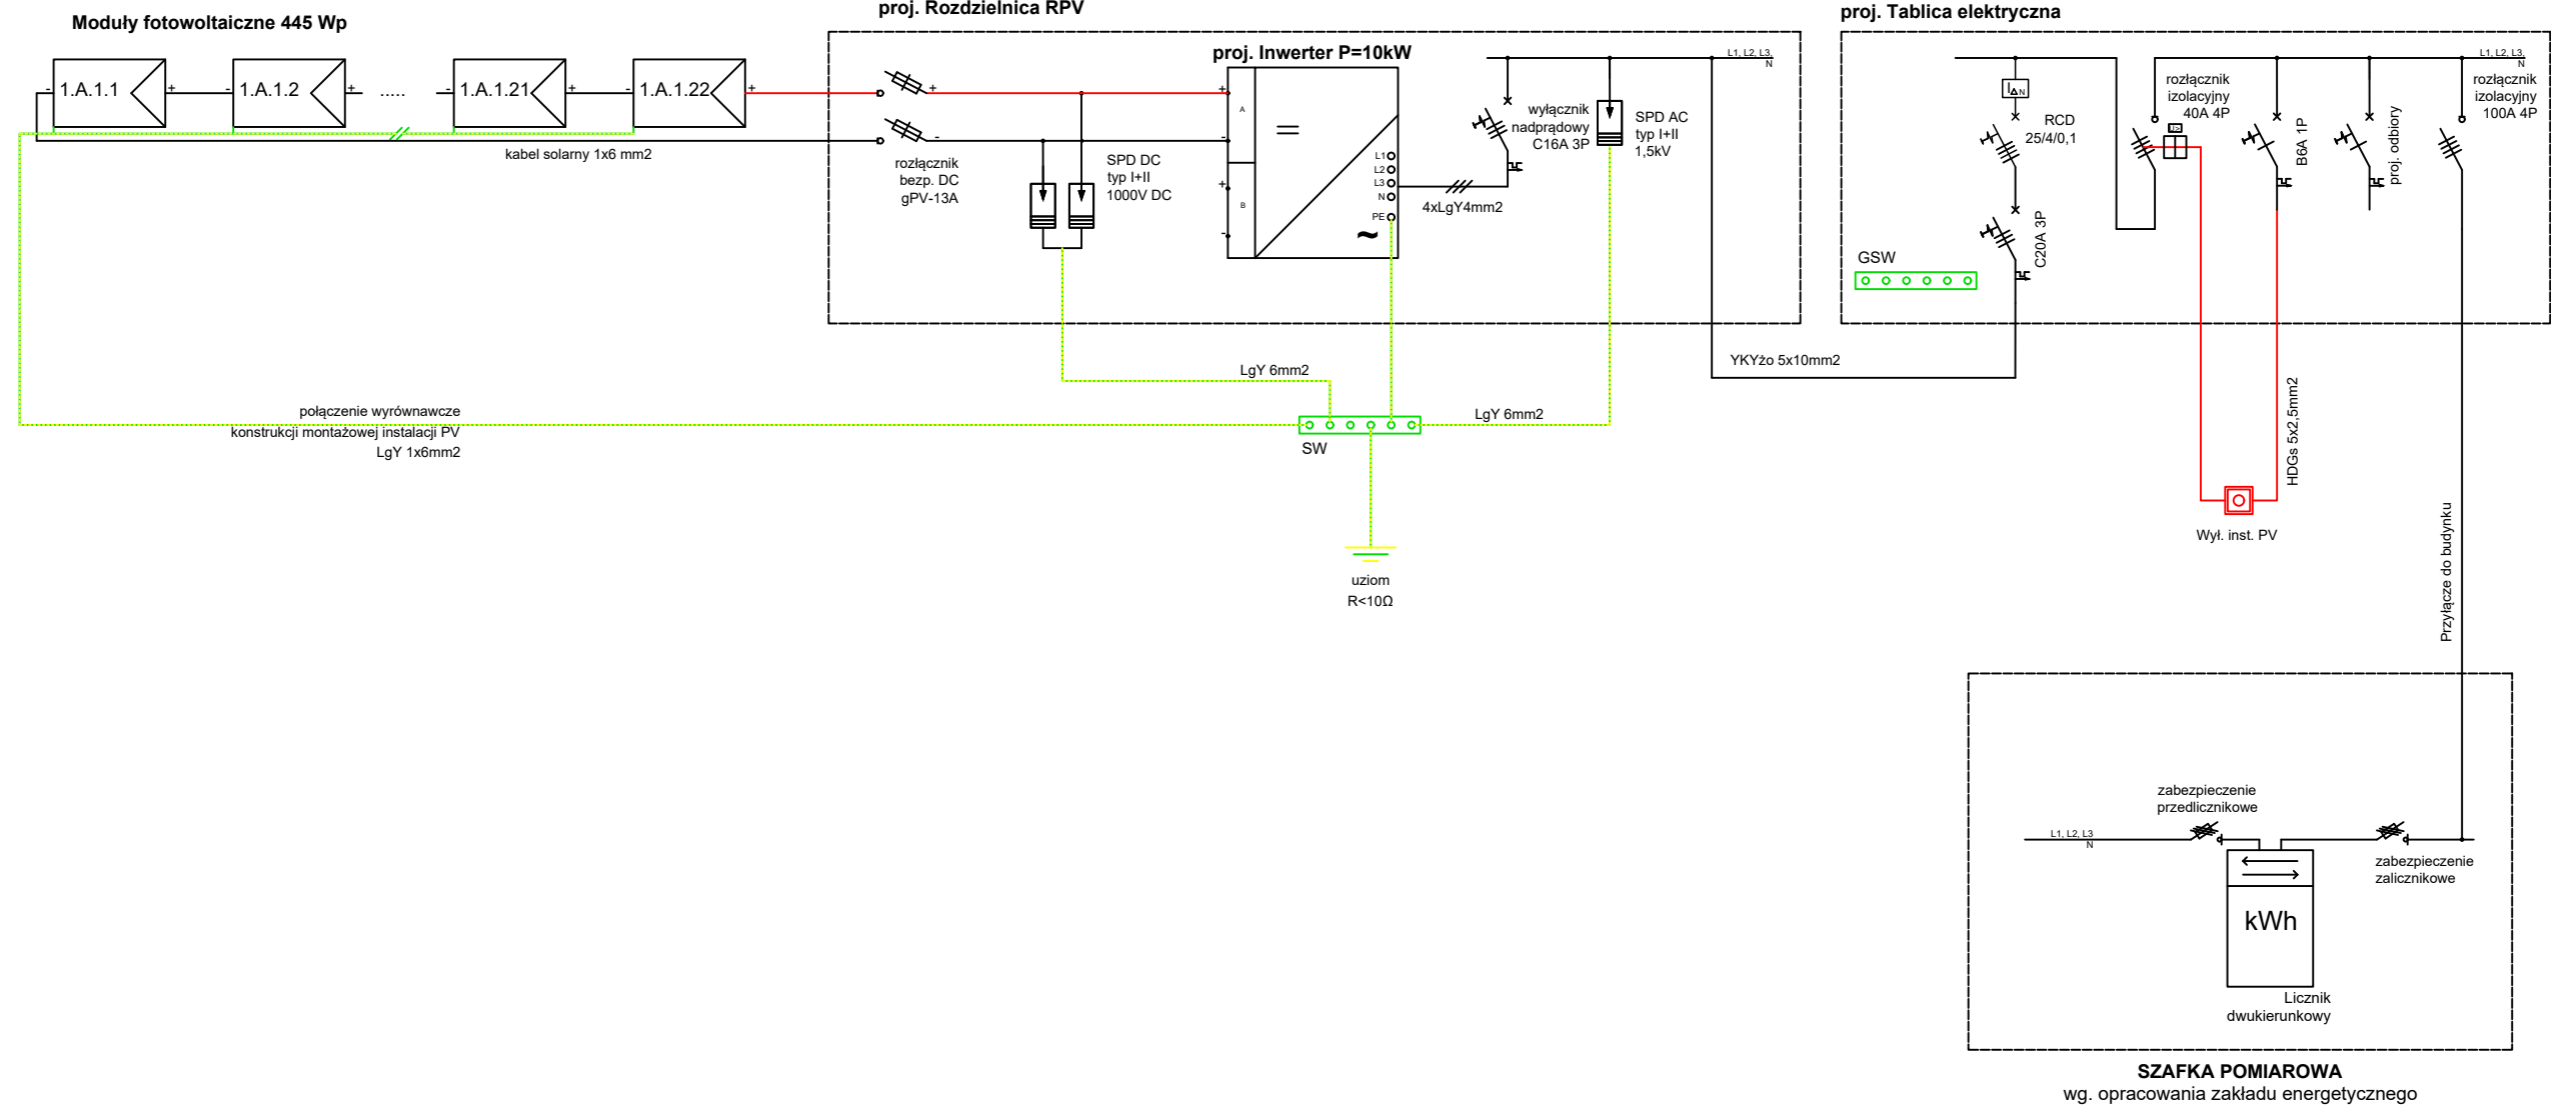 Moduły fotowoltaiczne 445 Wp
1.A.1.1
1.A.1.2
.....
1.A.1.21
1.A.1.22
- + - + - + - +
kabel solarny 1x6 mm2
połączenie wyrównawcze
konstrukcji montażowej instalacji PV
LgY 1x6mm2
proj. Rozdzielnica RPV
+
-
rozłącznik
bezp. DC
gPV-13A
SPD DC
typ I+II
1000V DC
proj. Inwerter P=10kW
+
A
-
+
B
-
=
~
L1
L2
L3
N
PE
4xLgY4mm2
wyłącznik
nadprądowy
C16A 3P
SPD AC
typ I+II
1,5kV
L1, L2, L3,
N
LgY 6mm2
LgY 6mm2
SW
uziom
R<10Ω
YKYżo 5x10mm2
proj. Tablica elektryczna
I∆N
RCD
25/4/0,1
C20A 3P
GSW
rozłącznik
izolacyjny
40A 4P
U>
B6A 1P
proj. odbiory
L1, L2, L3,
N
rozłącznik
izolacyjny
100A 4P
HDGs 5x2,5mm2
Wył. inst. PV
Przyłącze do budynku
zabezpieczenie
przedlicznikowe
L1, L2, L3
N
zabezpieczenie
zalicznikowe
kWh
Licznik
dwukierunkowy
SZAFKA POMIAROWA
wg. opracowania zakładu energetycznego